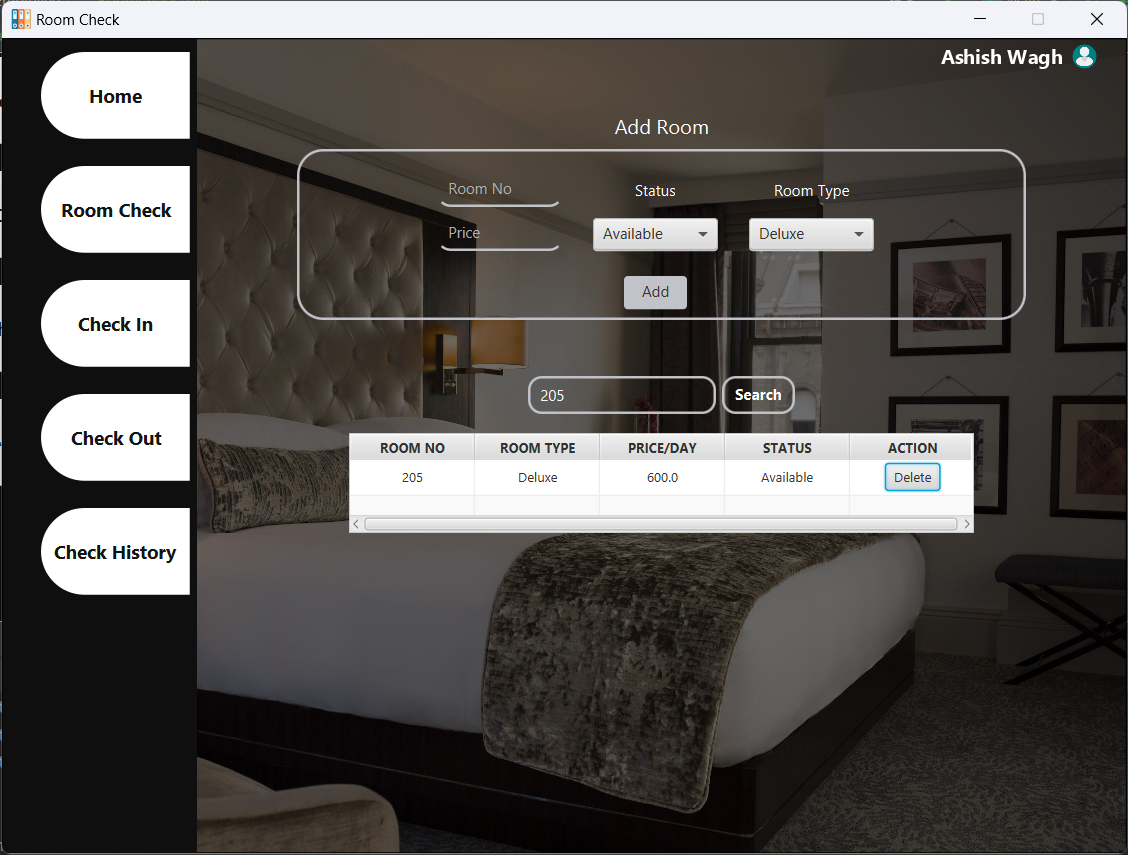 Room Check
Ashish Wagh
Home
Room Check
Check In
Check Out
Check History
Add Room
Room No
Status
Room Type
Price
Available
Deluxe
Add
205
Search
ROOM NO ROOM TYPE PRICE/DAY STATUS ACTION
205 Deluxe 600.0 Available Delete